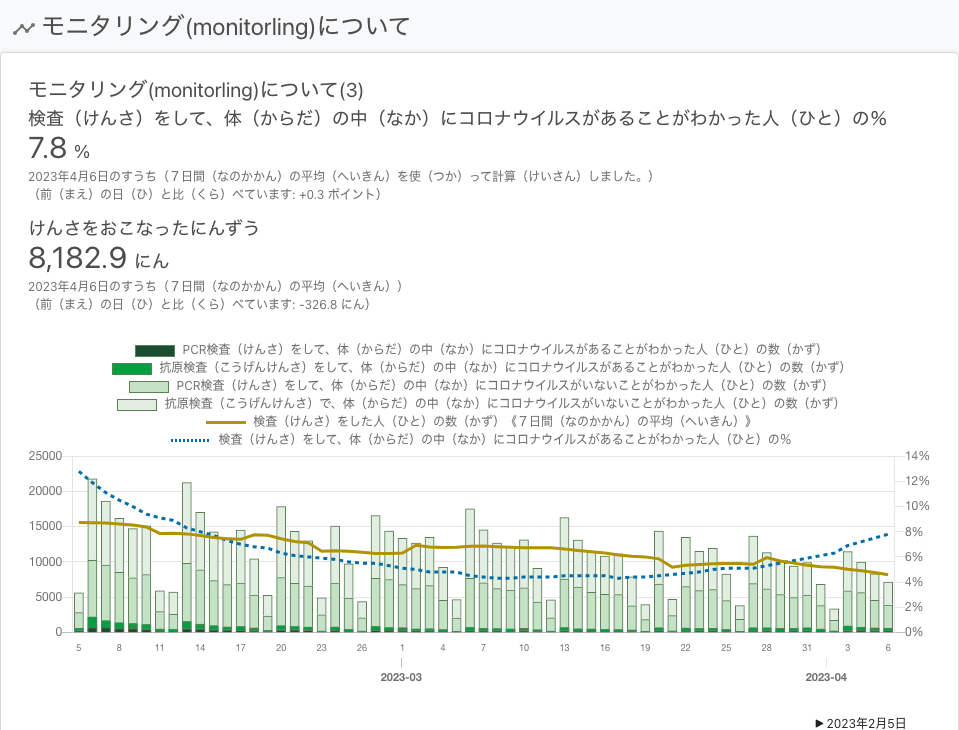 モニタリング(monitorling)について
モニタリング(monitorling)について(3)
検査（けんさ）をして、体（からだ）の中（なか）にコロナウイルスがあることがわかった人（ひと）の％
7.8 %
2023年4月6日のすうち（７日間（なのかかん）の平均（へいきん）を使（つか）って計算（けいさん）しました。）
（前（まえ）の日（ひ）と比（くら）べています: +0.3 ポイント）
けんさをおこなったにんずう
8,182.9 にん
2023年4月6日のすうち（７日間（なのかかん）の平均（へいきん））
（前（まえ）の日（ひ）と比（くら）べています: -326.8 にん）
PCR検査（けんさ）をして、体（からだ）の中（なか）にコロナウイルスがあることがわかった人（ひと）の数（かず）
抗原検査（こうげんけんさ）をして、体（からだ）の中（なか）にコロナウイルスがあることがわかった人（ひと）の数（かず）
PCR検査（けんさ）をして、体（からだ）の中（なか）にコロナウイルスがいないことがわかった人（ひと）の数（かず）
抗原検査（こうげんけんさ）で、体（からだ）の中（なか）にコロナウイルスがいないことがわかった人（ひと）の数（かず）
検査（けんさ）をした人（ひと）の数（かず）《７日間（なのかかん）の平均（へいきん）》
検査（けんさ）をして、体（からだ）の中（なか）にコロナウイルスがあることがわかった人（ひと）の％
25000 14%
12%
20000
10%
15000
8%
10000 6%
4%
5000
2%
0 0%
5 8 11 14 17 20 23 26 1 4 7 10 13 16 19 22 25 28 31 3 6
2023-03 2023-04
▶ 2023年2月5日